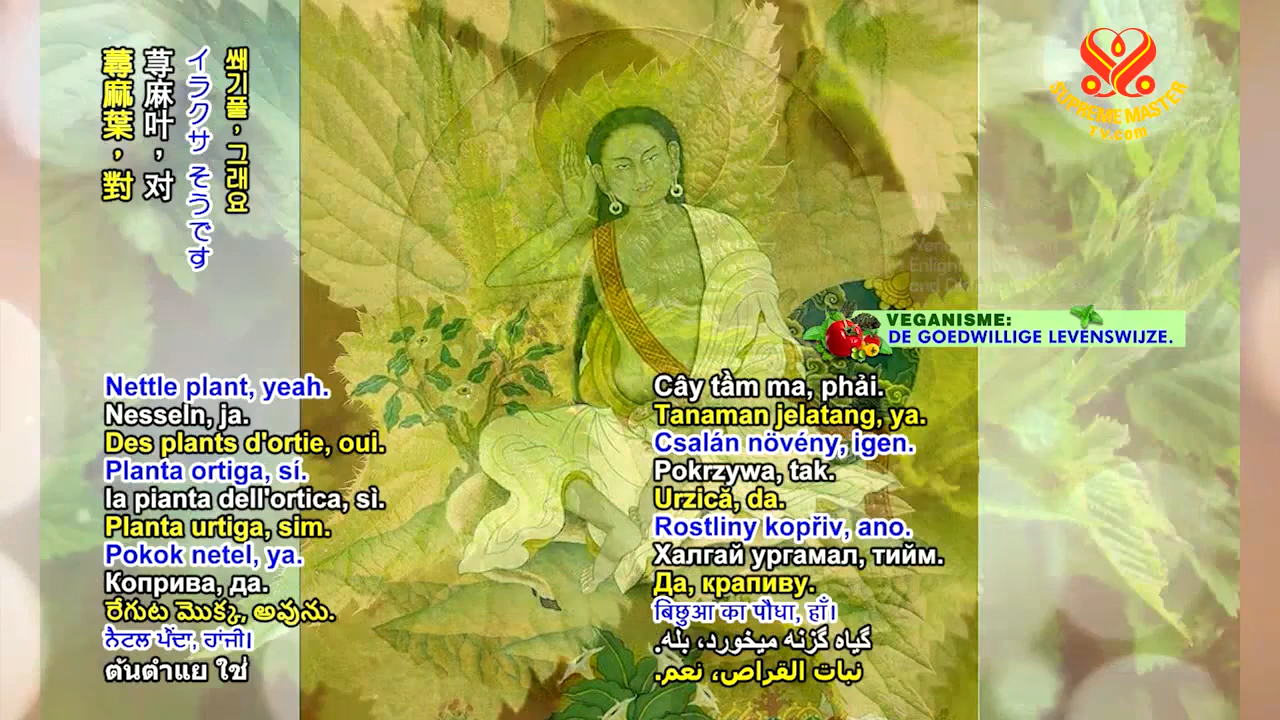 蕁麻葉，對
荨麻叶，对
イラクサ そうです
쐐기풀, 그래요
SUPREME MASTER
TV.com
VEGANISME:
DE GOEDWILLIGE LEVENSWIJZE.
Nettle plant, yeah.
Nesseln, ja.
Des plants d'ortie, oui.
Planta ortiga, sí.
la pianta dell'ortica, sì.
Planta urtiga, sim.
Pokok netel, ya.
Коприва, да.
రేగుట మొక్క, అవును.
ਨੈਟਲ ਪੌਦਾ, ਹਾਂਜੀ।
ต้นตำแย ใช่
Cây tầm ma, phải.
Tanaman jelatang, ya.
Csalán növény, igen.
Pokrzywa, tak.
Urzică, da.
Rostliny kopřiv, ano.
Халгай ургамал, тийм.
Да, крапиву.
बिछुआ का पौधा, हाँ।
گیاه گزنه میخورد، بله.
نبات القراص، نعم.